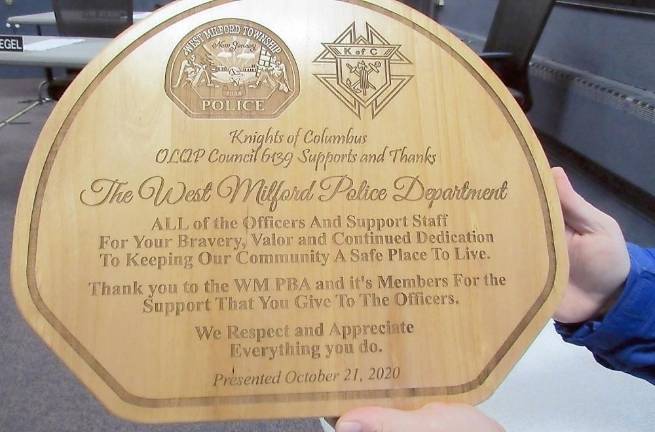 EGEL
WEST MILFORD TOWNSHIP
New Jersey
1834
POLICE
K of C
Knights of Columbus
OLQP Council 6139 Supports and Thanks
The West Milford Police Department
ALL of the Officers And Support Staff
For Your Bravery, Valor and Continued Dedication
To Keeping Our Community A Safe Place To Live.
Thank you to the WM PBA and it's Members For the
Support That You Give To The Officers.
We Respect and Appreciate
Everything you do.
Presented October 21, 2020